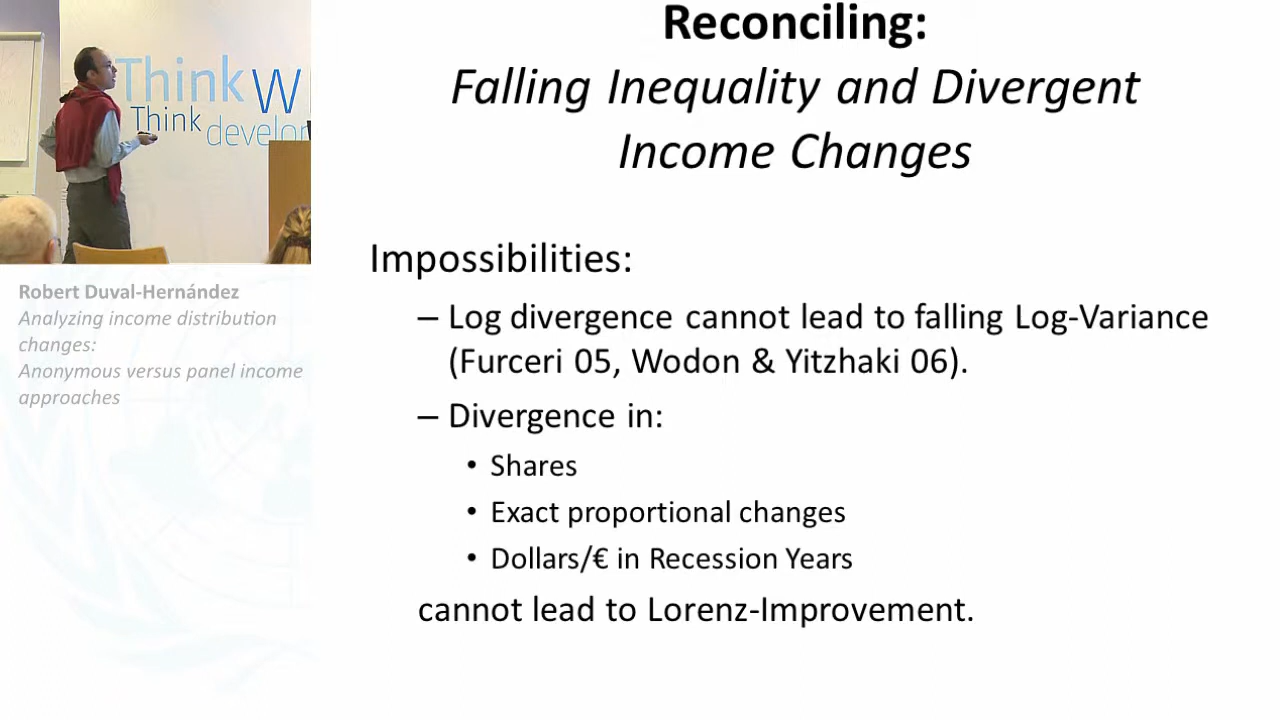 Reconciling:
Falling Inequality and Divergent
Income Changes
Think W
Think develo
Robert Duval-Hernández
Analyzing income distribution
changes:
Anonymous versus panel income
approaches
Impossibilities:
– Log divergence cannot lead to falling Log-Variance
(Furceri 05, Wodon & Yitzhaki 06).
– Divergence in:
• Shares
• Exact proportional changes
• Dollars/€ in Recession Years
cannot lead to Lorenz-Improvement.